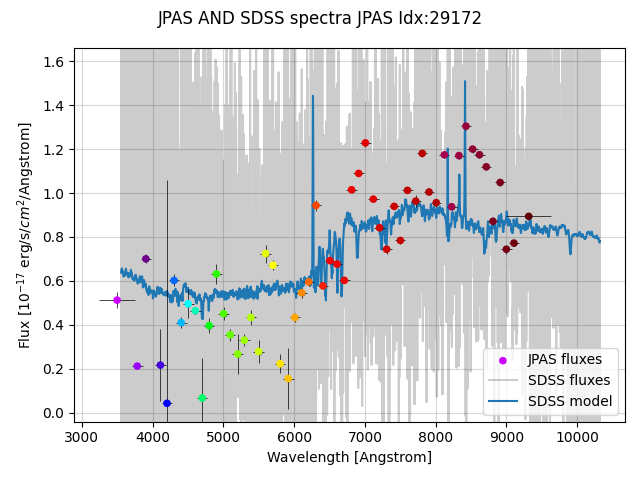 JPAS AND SDSS spectra JPAS Idx:29172
Flux [10⁻¹⁷ erg/s/cm²/Angstrom]
1.6
1.4
1.2
1.0
0.8
0.6
0.4
0.2
0.0
JPAS fluxes
SDSS fluxes
SDSS model
3000 4000 5000 6000 7000 8000 9000 10000
Wavelength [Angstrom]